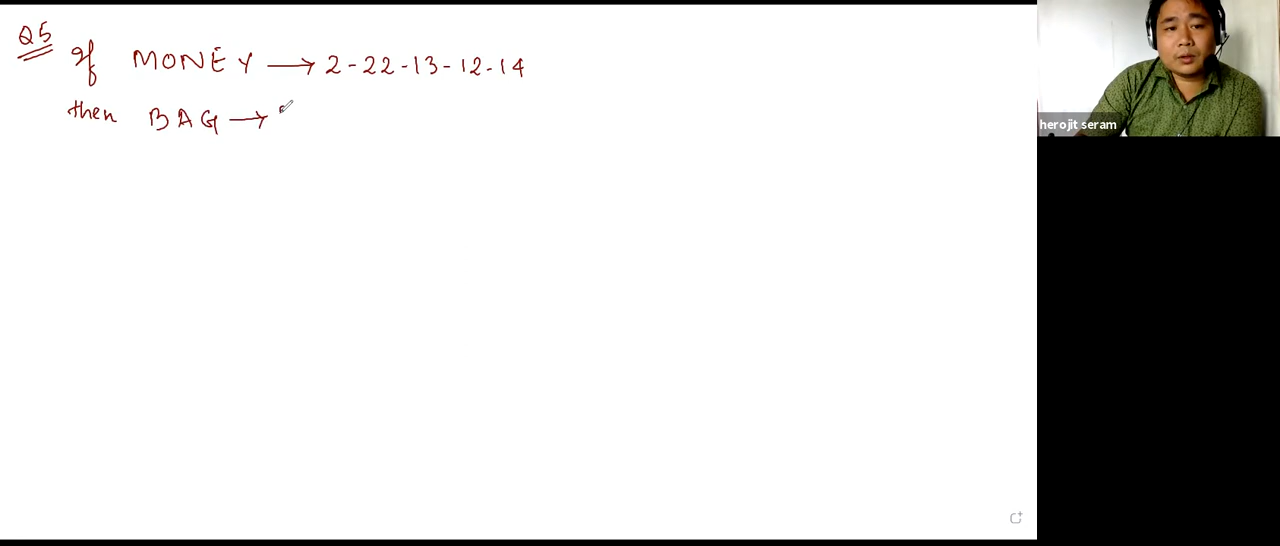 Q5
If MONEY → 2-22-13-12-14
then BAG →
herojit seram